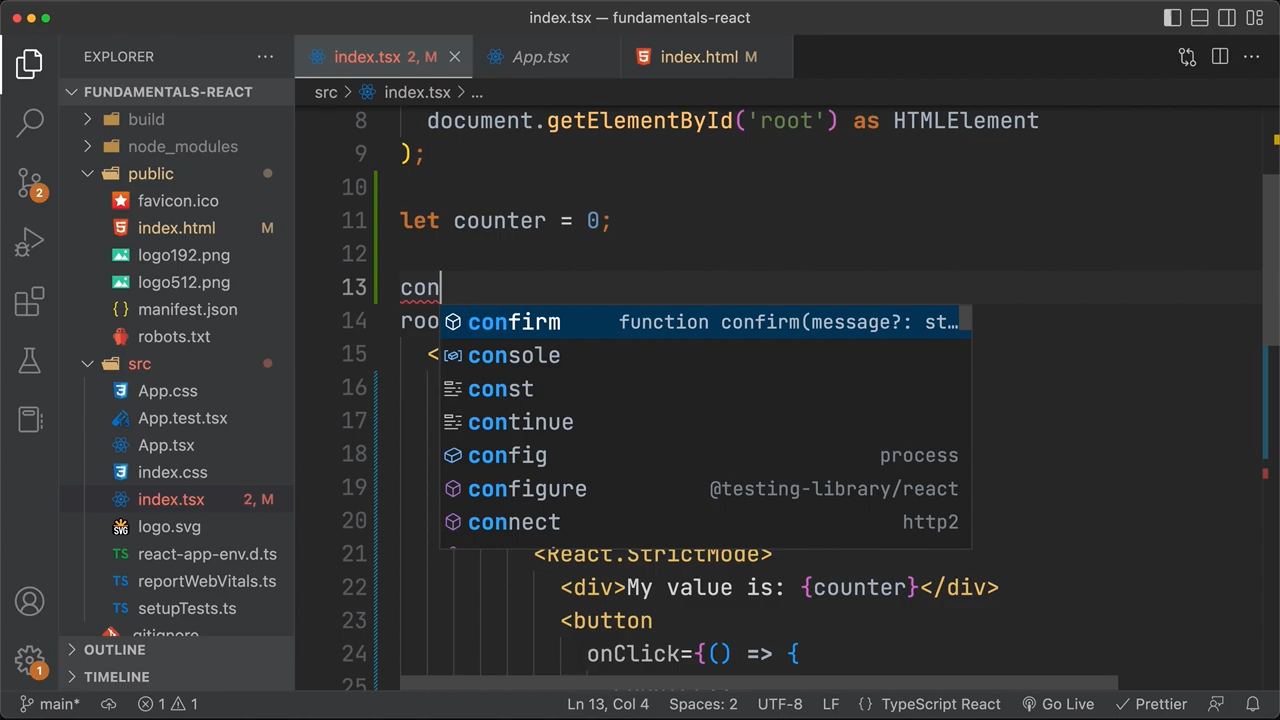 index.tsx — fundamentals-react
EXPLORER
index.tsx 2, M
App.tsx
index.html M
FUNDAMENTALS-REACT
src > index.tsx > ...
build
node_modules
public
favicon.ico
index.html M
logo192.png
logo512.png
manifest.json
robots.txt
src
App.css
App.test.tsx
App.tsx
index.css
index.tsx 2, M
logo.svg
react-app-env.d.ts
reportWebVitals.ts
setupTests.ts
.gitignore
OUTLINE
TIMELINE
2
1
8 document.getElementById('root') as HTMLElement
9 );
10
11 let counter = 0;
12
13 con
14 roo
15 <
16
17
18
19
20
21 <React.StrictMode>
22 <div>My value is: {counter}</div>
23 <button
24 onClick={() => {
25
confirm function confirm(message?: st...
console
const
continue
config process
configure @testing-library/react
connect http2
main* 1 1 Ln 13, Col 4 Spaces: 2 UTF-8 LF {} TypeScript React Go Live Prettier